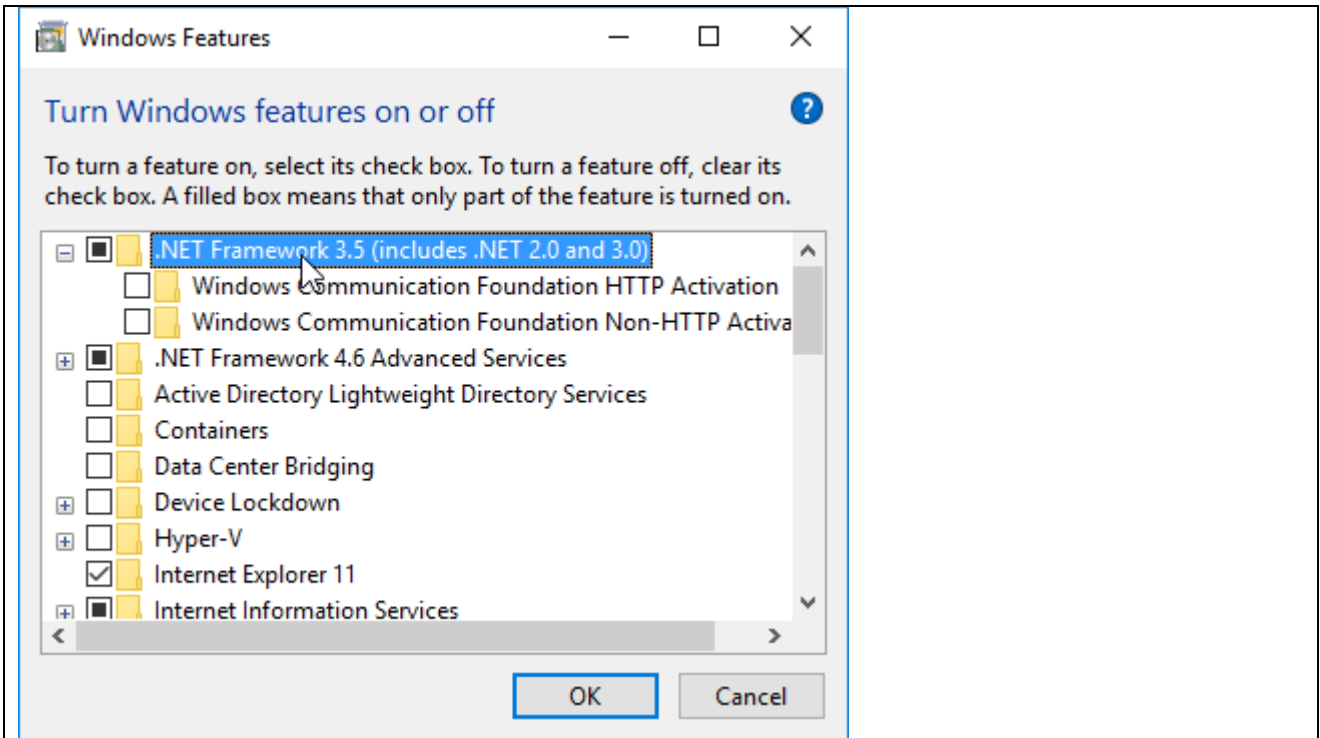 Windows Features
Turn Windows features on or off
To turn a feature on, select its check box. To turn a feature off, clear its
check box. A filled box means that only part of the feature is turned on.
.NET Framework 3.5 (includes .NET 2.0 and 3.0)
Windows Communication Foundation HTTP Activation
Windows Communication Foundation Non-HTTP Activa
.NET Framework 4.6 Advanced Services
Active Directory Lightweight Directory Services
Containers
Data Center Bridging
Device Lockdown
Hyper-V
Internet Explorer 11
Internet Information Services
OK Cancel